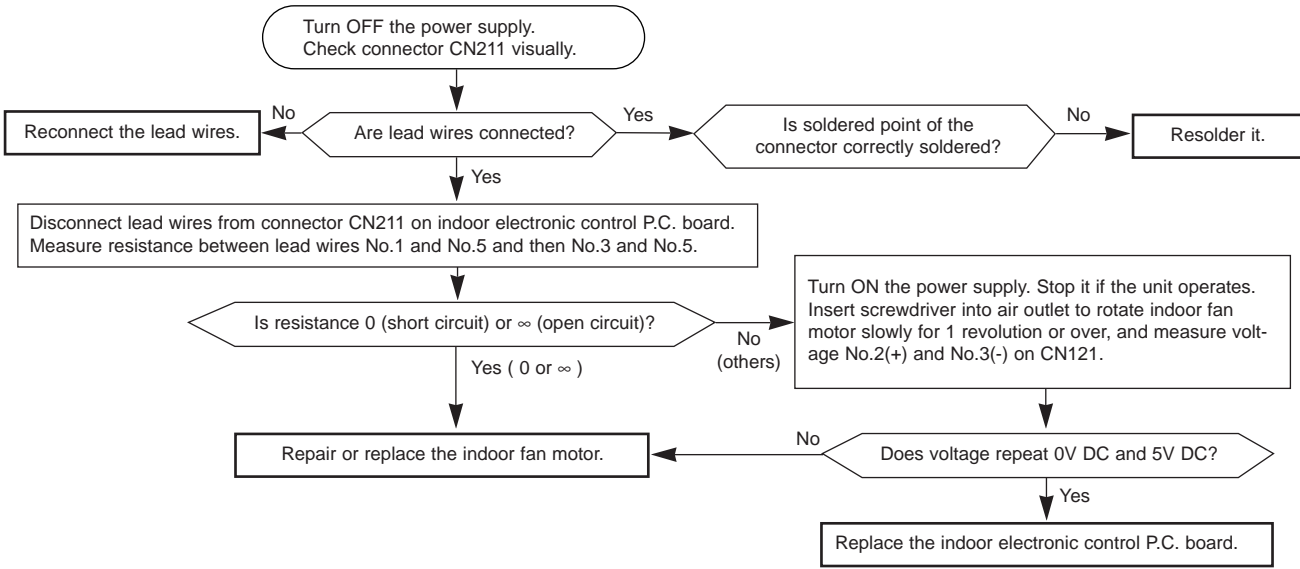 Turn OFF the power supply.
Check connector CN211 visually.
No
Yes
No
Reconnect the lead wires.
Are lead wires connected?
Is soldered point of the
connector correctly soldered?
Resolder it.
Yes
Disconnect lead wires from connector CN211 on indoor electronic control P.C. board.
Measure resistance between lead wires No.1 and No.5 and then No.3 and No.5.
Is resistance 0 (short circuit) or ∞ (open circuit)?
No
(others)
Turn ON the power supply. Stop it if the unit operates.
Insert screwdriver into air outlet to rotate indoor fan
motor slowly for 1 revolution or over, and measure volt-
age No.2(+) and No.3(-) on CN121.
Yes ( 0 or ∞ )
Repair or replace the indoor fan motor.
No
Does voltage repeat 0V DC and 5V DC?
Yes
Replace the indoor electronic control P.C. board.